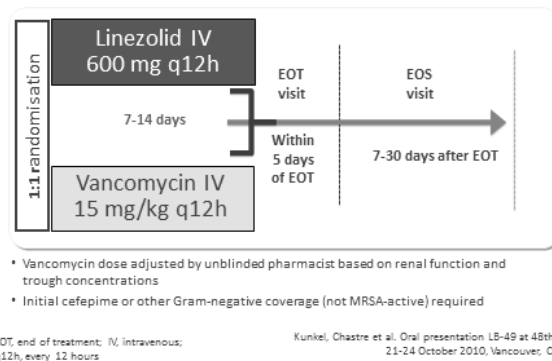 1:1 randomisation
Linezolid IV
600 mg q12h
7-14 days
Vancomycin IV
15 mg/kg q12h
EOT
visit
Within
5 days
of EOT
EOS
visit
7-30 days after EOT
• Vancomycin dose adjusted by unblinded pharmacist based on renal function and
trough concentrations
• Initial cefepime or other Gram-negative coverage (not MRSA-active) required
OT, end of treatment; IV, intravenous;
12h, every 12 hours
Kunkel, Chastre et al. Oral presentation LB-49 at 48th
21-24 October 2010, Vancouver, C